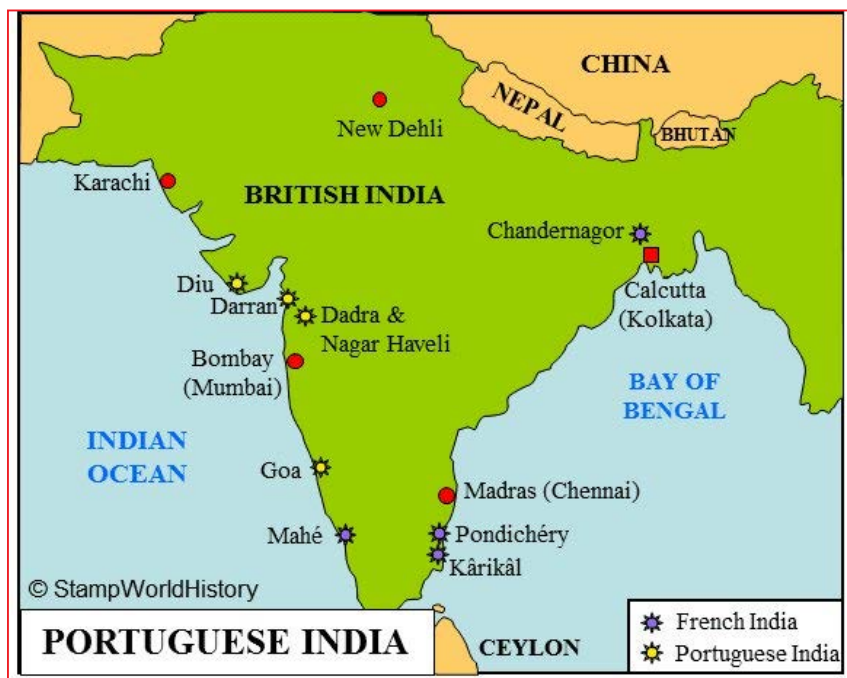 CHINA
NEPAL
BHUTAN
New Dehli
Karachi
BRITISH INDIA
Chandernagor
Diu
Darran
Calcutta
(Kolkata)
Dadra &
Nagar Haveli
Bombay
(Mumbai)
BAY OF
BENGAL
INDIAN
OCEAN
Goa
Madras (Chennai)
Mahé
Pondichéry
Kârikâl
© StampWorldHistory
PORTUGUESE INDIA
CEYLON
French India
Portuguese India